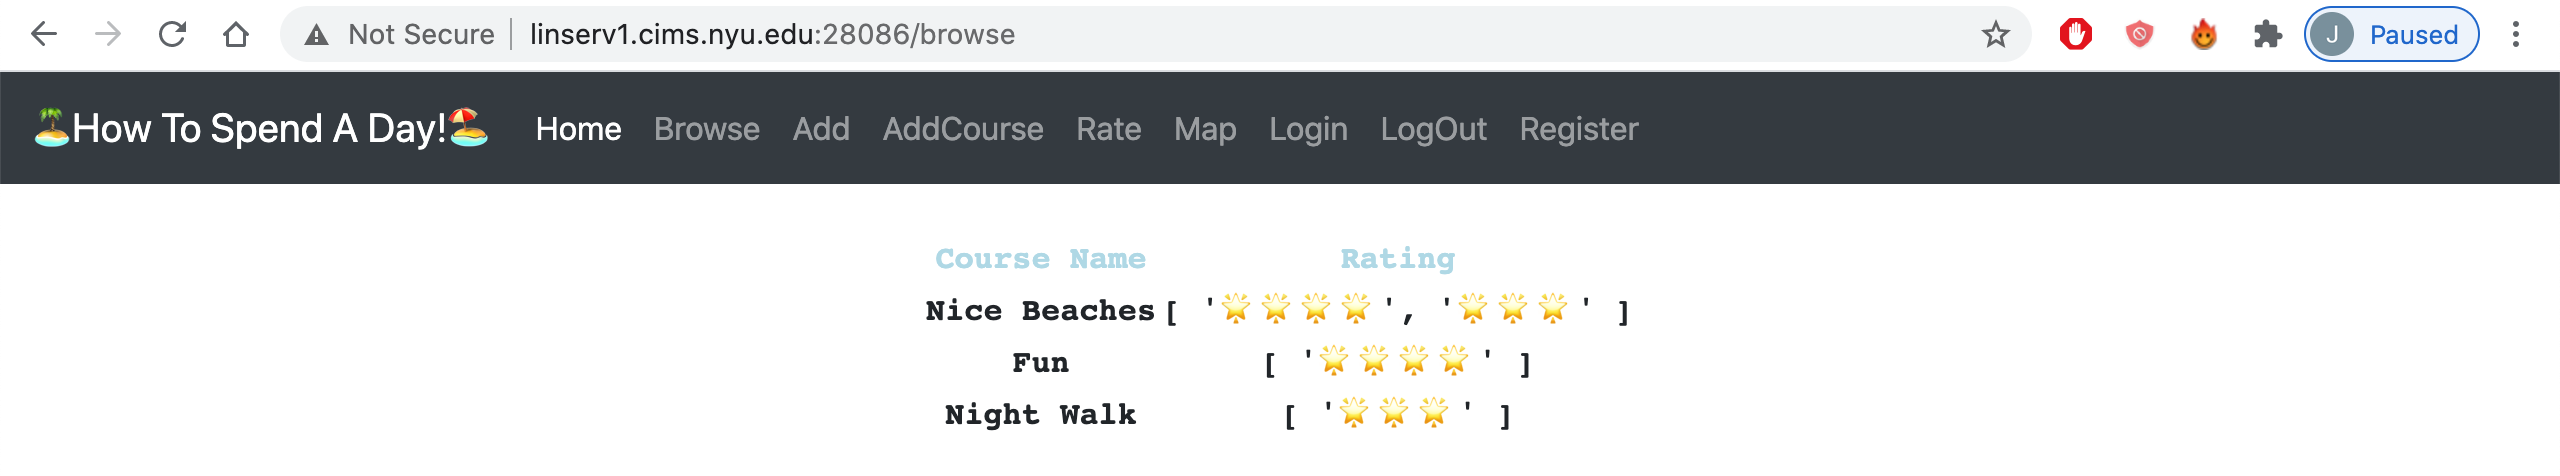 Not Secure | linserv1.cims.nyu.edu:28086/browse J Paused
🏝️How To Spend A Day!🏖️ Home Browse Add AddCourse Rate Map Login LogOut Register
Course Name Rating
Nice Beaches [ '🌟🌟🌟🌟', '🌟🌟🌟' ]
Fun [ '🌟🌟🌟🌟' ]
Night Walk [ '🌟🌟🌟' ]